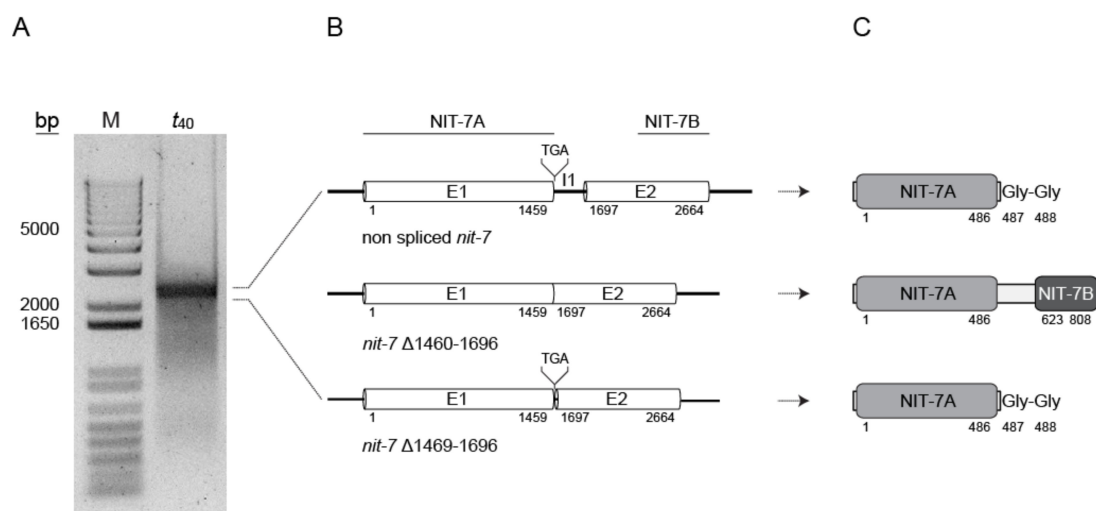 A
B
C
bp
M
t40
5000
2000
1650
NIT-7A
NIT-7B
TGA
I1
E1
E2
1
1459
1697
2664
non spliced nit-7
E1
E2
1
1459
1697
2664
nit-7 Δ1460-1696
TGA
E1
E2
1
1459
1697
2664
nit-7 Δ1469-1696
NIT-7A
Gly-Gly
1
486
487
488
NIT-7A
NIT-7B
1
486
623
808
NIT-7A
Gly-Gly
1
486
487
488